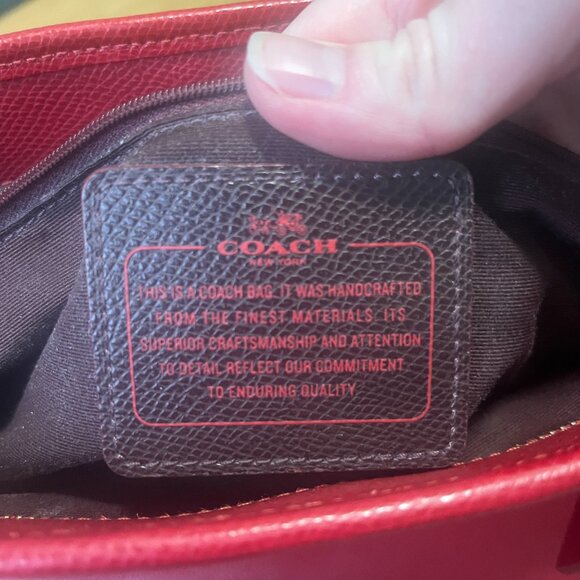 COACH
NEW YORK
THIS IS A COACH BAG. IT WAS HANDCRAFTED
FROM THE FINEST MATERIALS. ITS
SUPERIOR CRAFTSMANSHIP AND ATTENTION
TO DETAIL REFLECT OUR COMMITMENT
TO ENDURING QUALITY.